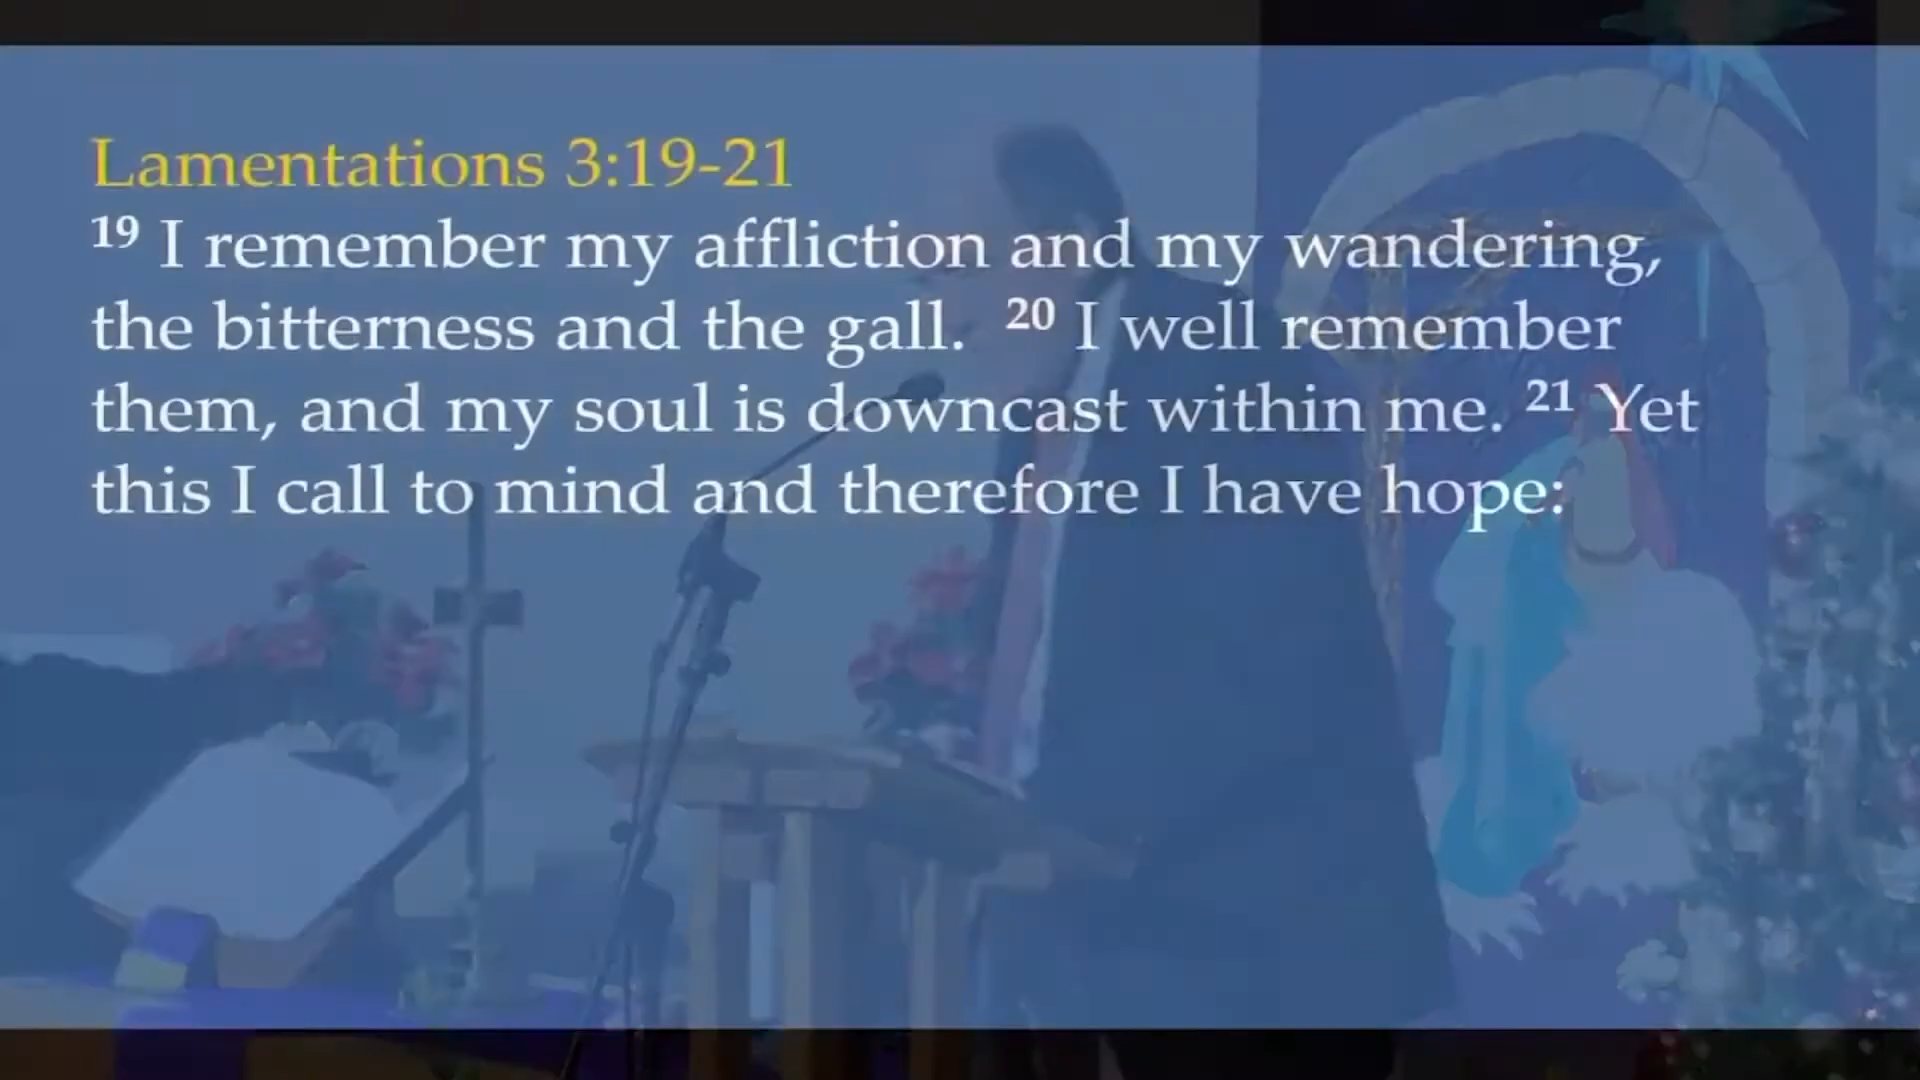 Lamentations 3:19-21
19 I remember my affliction and my wandering,
the bitterness and the gall. 20 I well remember
them, and my soul is downcast within me. 21 Yet
this I call to mind and therefore I have hope: